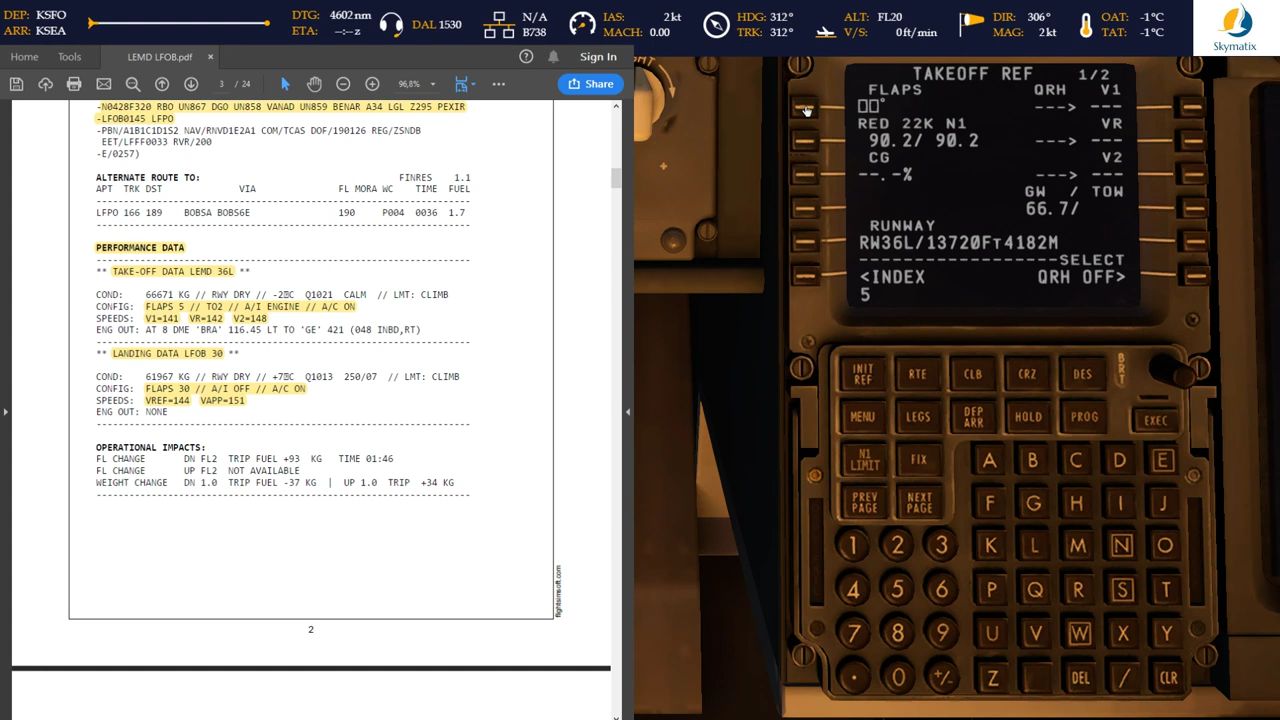 DEP: KSFO
ARR: KSEA
DTG: 4602nm
ETA: --:-- z
DAL 1530
N/A
B738
IAS: 2 kt
MACH: 0.00
HDG: 312°
TRK: 312°
ALT: FL20
V/S: 0 ft/min
DIR: 306°
MAG: 2 kt
OAT: -1°C
TAT: -1°C
Skymatix
Home Tools LEMD LFOB.pdf × Sign In
3 / 24 96,8% Share
-N0428F320 RBO UN867 DGO UN858 VANAD UN859 BENAR A34 LGL Z295 PEXIR
-LFOB0145 LFPO
-PBN/A1B1C1D1S2 NAV/RNVD1E2A1 COM/TCAS DOF/190126 REG/ZSNDB
EET/LFFF0033 RVR/200
-E/0257)
ALTERNATE ROUTE TO: FINRES 1.1
APT TRK DST VIA FL MORA WC TIME FUEL
LFPO 166 189 BOBSA BOBS6E 190 P004 0036 1.7
PERFORMANCE DATA
** TAKE-OFF DATA LEMD 36L **
COND: 66671 KG // RWY DRY // -2C Q1021 CALM // LMT: CLIMB
CONFIG: FLAPS 5 // TO2 // A/I ENGINE // A/C ON
SPEEDS: V1=141 VR=142 V2=148
ENG OUT: AT 8 DME 'BRA' 116.45 LT TO 'GE' 421 (048 INBD,RT)
** LANDING DATA LFOB 30 **
COND: 61967 KG // RWY DRY // +7C Q1013 250/07 // LMT: CLIMB
CONFIG: FLAPS 30 // A/I OFF // A/C ON
SPEEDS: VREF=144 VAPP=151
ENG OUT: NONE
OPERATIONAL IMPACTS:
FL CHANGE DN FL2 TRIP FUEL +93 KG TIME 01:46
FL CHANGE UP FL2 NOT AVAILABLE
WEIGHT CHANGE DN 1.0 TRIP FUEL -37 KG | UP 1.0 TRIP +34 KG
flightsimsoft.com
2
TAKEOFF REF 1/2
FLAPS QRH V1
□□° ---> ---
RED 22K N1 VR
90.2/ 90.2 ---> ---
CG V2
--.-% ---> ---
GW / TOW
66.7/
RUNWAY
RW36L/13720FT4182M
------------------SELECT
<INDEX QRH OFF>
5
INIT REF RTE CLB CRZ DES BRT
MENU LEGS DEP ARR HOLD PROG EXEC
N1 LIMIT FIX A B C D E
PREV PAGE NEXT PAGE F G H I J
1 2 3 K L M N O
4 5 6 P Q R S T
7 8 9 U V W X Y
. 0 +/- Z DEL / CLR